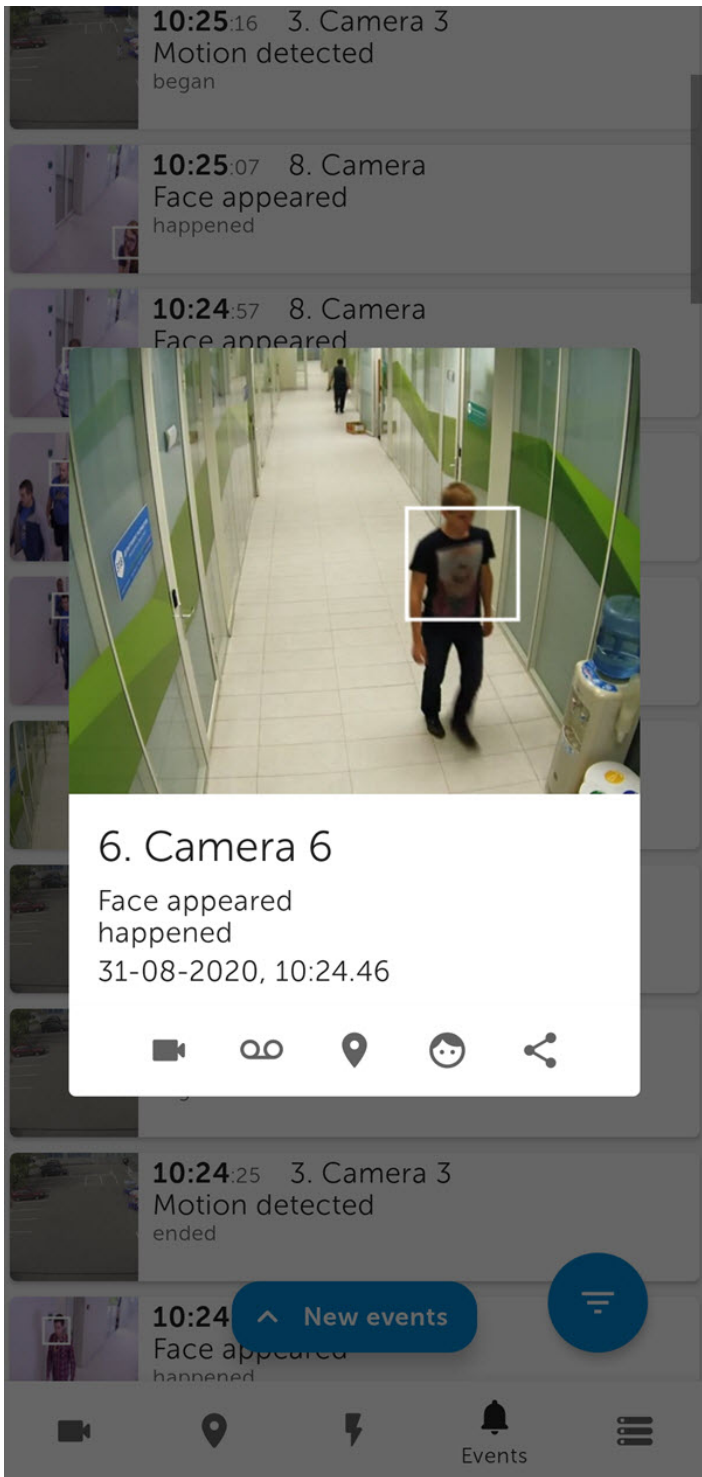 10:25:16 3. Camera 3
Motion detected
began
10:25:07 8. Camera
Face appeared
happened
10:24:57 8. Camera
Face appeared
6. Camera 6
Face appeared
happened
31-08-2020, 10:24.46
10:24:25 3. Camera 3
Motion detected
ended
10:24
New events
Face appeared
happened
Events